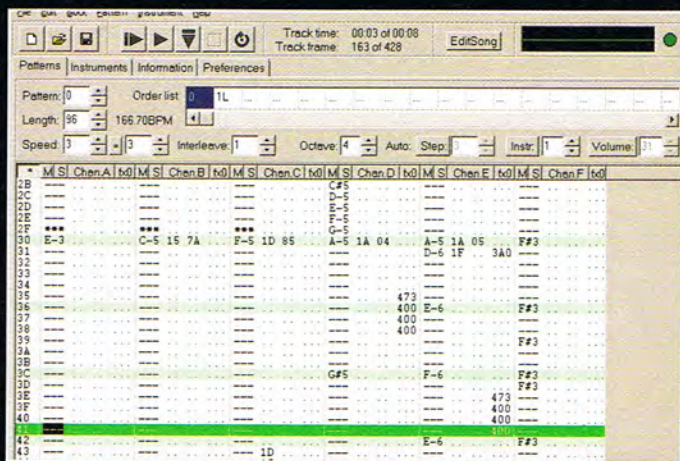 File Edit Block Pattern Instrument Help
Track time: 00:03 of 00:08
Track frame: 163 of 428
EditSong
Patterns Instruments Information Preferences
Pattern: 0 Order list 0 1L ... ... ... ... ... ... ... ... ... ... ...
Length: 96 166.70BPM
Speed: 3 - 3 Interleave: 1 Octave: 4 Auto: Step: 3 Instr: 1 Volume: 31
* M S Chan.A fx0 M S Chan.B fx0 M S Chan.C fx0 M S Chan.D fx0 M S Chan.E fx0 M S Chan.F fx0
2B --- --- --- C#5 --- ---
2C --- --- --- D-5 --- ---
2D --- --- --- E-5 --- ---
2E --- --- --- F-5 --- ---
2F *** *** *** G-5 --- ---
30 E-3 C-5 15 7A F-5 1D 85 A-5 1A 04 A-5 1A 05 F#3
31 --- --- --- --- D-6 1F 3A0 ---
32 --- --- --- --- --- ---
33 --- --- --- --- --- ---
34 --- --- --- --- --- ---
35 --- --- --- --- 473 --- ---
36 --- --- --- --- 400 E-6 F#3
37 --- --- --- --- 400 --- ---
38 --- --- --- --- 400 --- ---
39 --- --- --- --- --- F#3
3A --- --- --- --- --- ---
3B --- --- --- --- --- ---
3C --- --- --- G#5 F-6 F#3
3D --- --- --- --- --- F#3
3E --- --- --- --- --- 473 ---
3F --- --- --- --- --- 400 ---
40 --- --- --- --- --- 400 ---
41 --- --- --- --- --- 400 ---
42 --- --- --- --- E-6 F#3
43 --- --- --- 1D --- --- ---